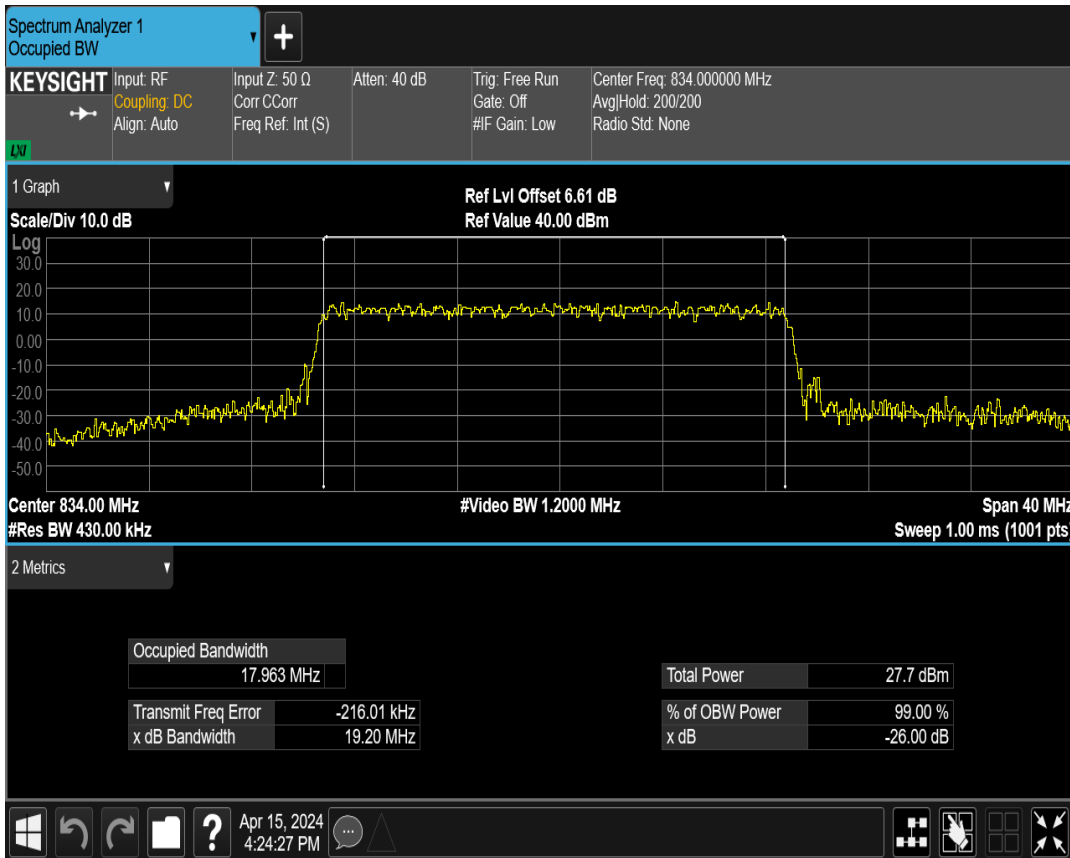 Spectrum Analyzer 1
Occupied BW
+
KEYSIGHT
LXI
Input: RF
Coupling: DC
Align: Auto
Input Z: 50 Ω
Corr CCorr
Freq Ref: Int (S)
Atten: 40 dB
Trig: Free Run
Gate: Off
#IF Gain: Low
Center Freq: 834.000000 MHz
Avg|Hold: 200/200
Radio Std: None
1 Graph
Scale/Div 10.0 dB
Ref Lvl Offset 6.61 dB
Ref Value 40.00 dBm
Log
30.0
20.0
10.0
0.00
-10.0
-20.0
-30.0
-40.0
-50.0
Center 834.00 MHz
#Video BW 1.2000 MHz
Span 40 MHz
#Res BW 430.00 kHz
Sweep 1.00 ms (1001 pts)
2 Metrics
Occupied Bandwidth
17.963 MHz
Total Power 27.7 dBm
Transmit Freq Error -216.01 kHz
% of OBW Power 99.00 %
x dB Bandwidth 19.20 MHz
x dB -26.00 dB
?
Apr 15, 2024
4:24:27 PM